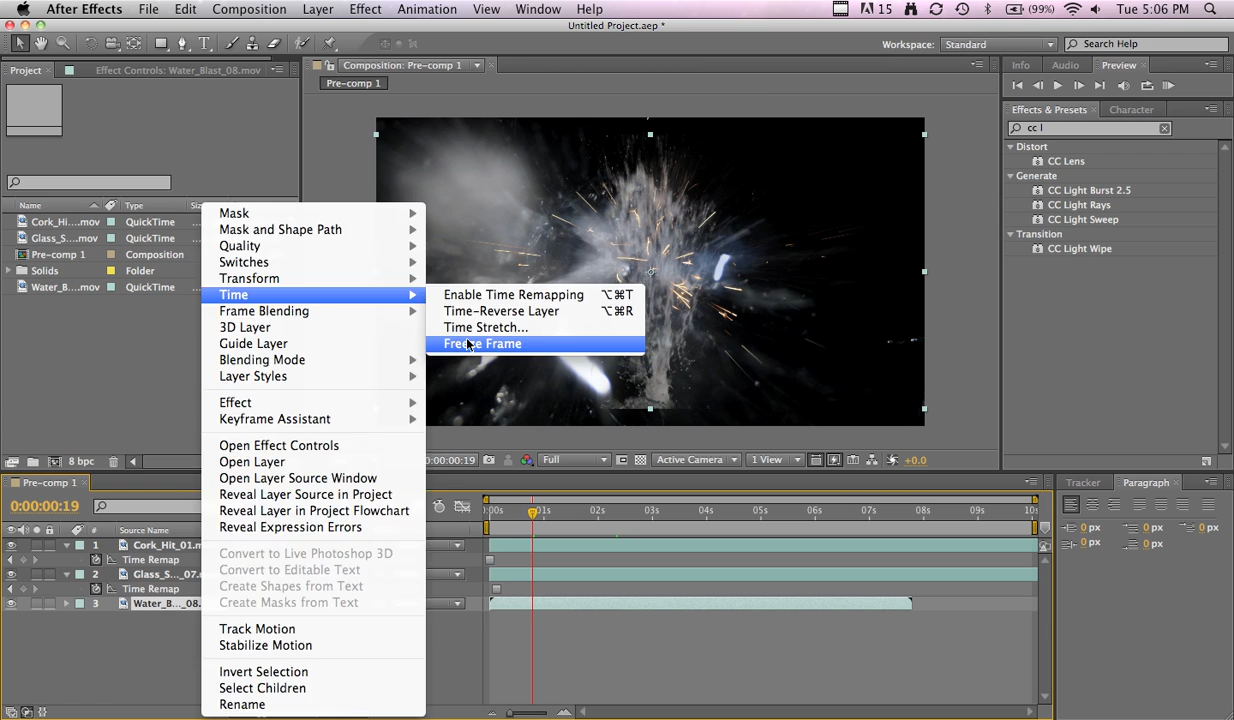 After Effects File Edit Composition Layer Effect Animation View Window Help 15 (99%) Tue 5:06 PM
Untitled Project.aep *
Workspace: Standard Search Help
Project Effect Controls: Water_Blast_08.mov Composition: Pre-comp 1 Info Audio Preview
Pre-comp 1
Effects & Presets Character
cc l
Distort
CC Lens
Generate
CC Light Burst 2.5
CC Light Rays
CC Light Sweep
Transition
CC Light Wipe
Name Type
Cork_Hi....mov QuickTime
Glass_S....mov QuickTime
Pre-comp 1 Composition
Solids Folder
Water_B....mov QuickTime
8 bpc
Mask
Mask and Shape Path
Quality
Switches
Transform
Time
Frame Blending
3D Layer
Guide Layer
Blending Mode
Layer Styles
Effect
Keyframe Assistant
Open Effect Controls
Open Layer
Open Layer Source Window
Reveal Layer Source in Project
Reveal Layer in Project Flowchart
Reveal Expression Errors
Convert to Live Photoshop 3D
Convert to Editable Text
Create Shapes from Text
Create Masks from Text
Track Motion
Stabilize Motion
Invert Selection
Select Children
Rename
Enable Time Remapping ⌥⌘T
Time-Reverse Layer ⌥⌘R
Time Stretch...
Freeze Frame
0:00:00:19 Full Active Camera 1 View +0.0
Pre-comp 1
0:00:00:19
# Source Name
1 Cork_Hit_01.m
Time Remap
2 Glass_S..._07.
Time Remap
3 Water_B..._08.
:00s 01s 02s 03s 04s 05s 06s 07s 08s 09s 10s
Tracker Paragraph
0 px 0 px 0 px
0 px 0 px